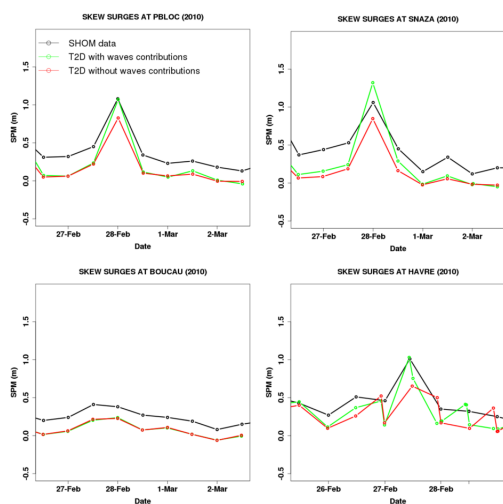 SKEW SURGES AT PBLOC (2010)
SHOM data
T2D with waves contributions
T2D without waves contributions
SPM (m)
1.5
1.0
0.5
0.0
-0.5
27-Feb 28-Feb 1-Mar 2-Mar
Date
SKEW SURGES AT SNAZA (2010)
SPM (m)
1.5
1.0
0.5
0.0
-0.5
27-Feb 28-Feb 1-Mar 2-Mar
Date
SKEW SURGES AT BOUCAU (2010)
SPM (m)
1.5
1.0
0.5
0.0
-0.5
27-Feb 28-Feb 1-Mar 2-Mar
Date
SKEW SURGES AT HAVRE (2010)
SPM (m)
1.5
1.0
0.5
0.0
-0.5
26-Feb 27-Feb 28-Feb
Date